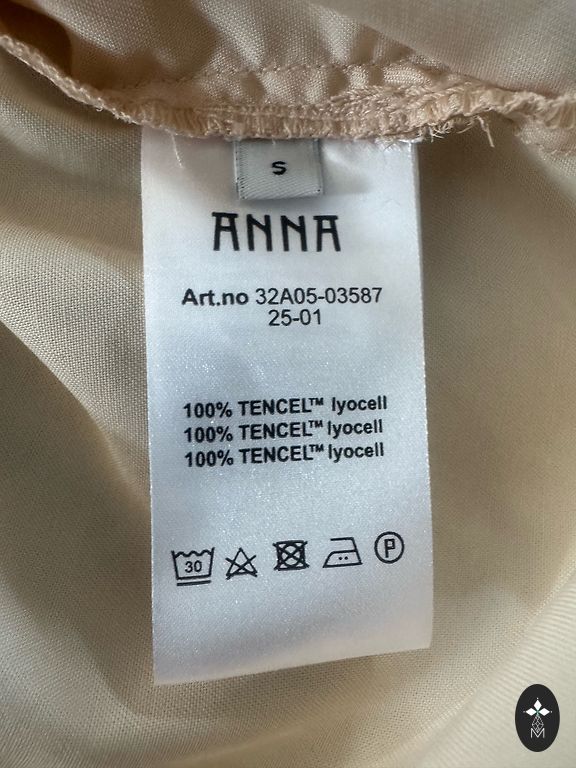 S
ANNA
Art.no 32A05-03587
25-01
100% TENCEL™ lyocell
100% TENCEL™ lyocell
100% TENCEL™ lyocell
30 P
M